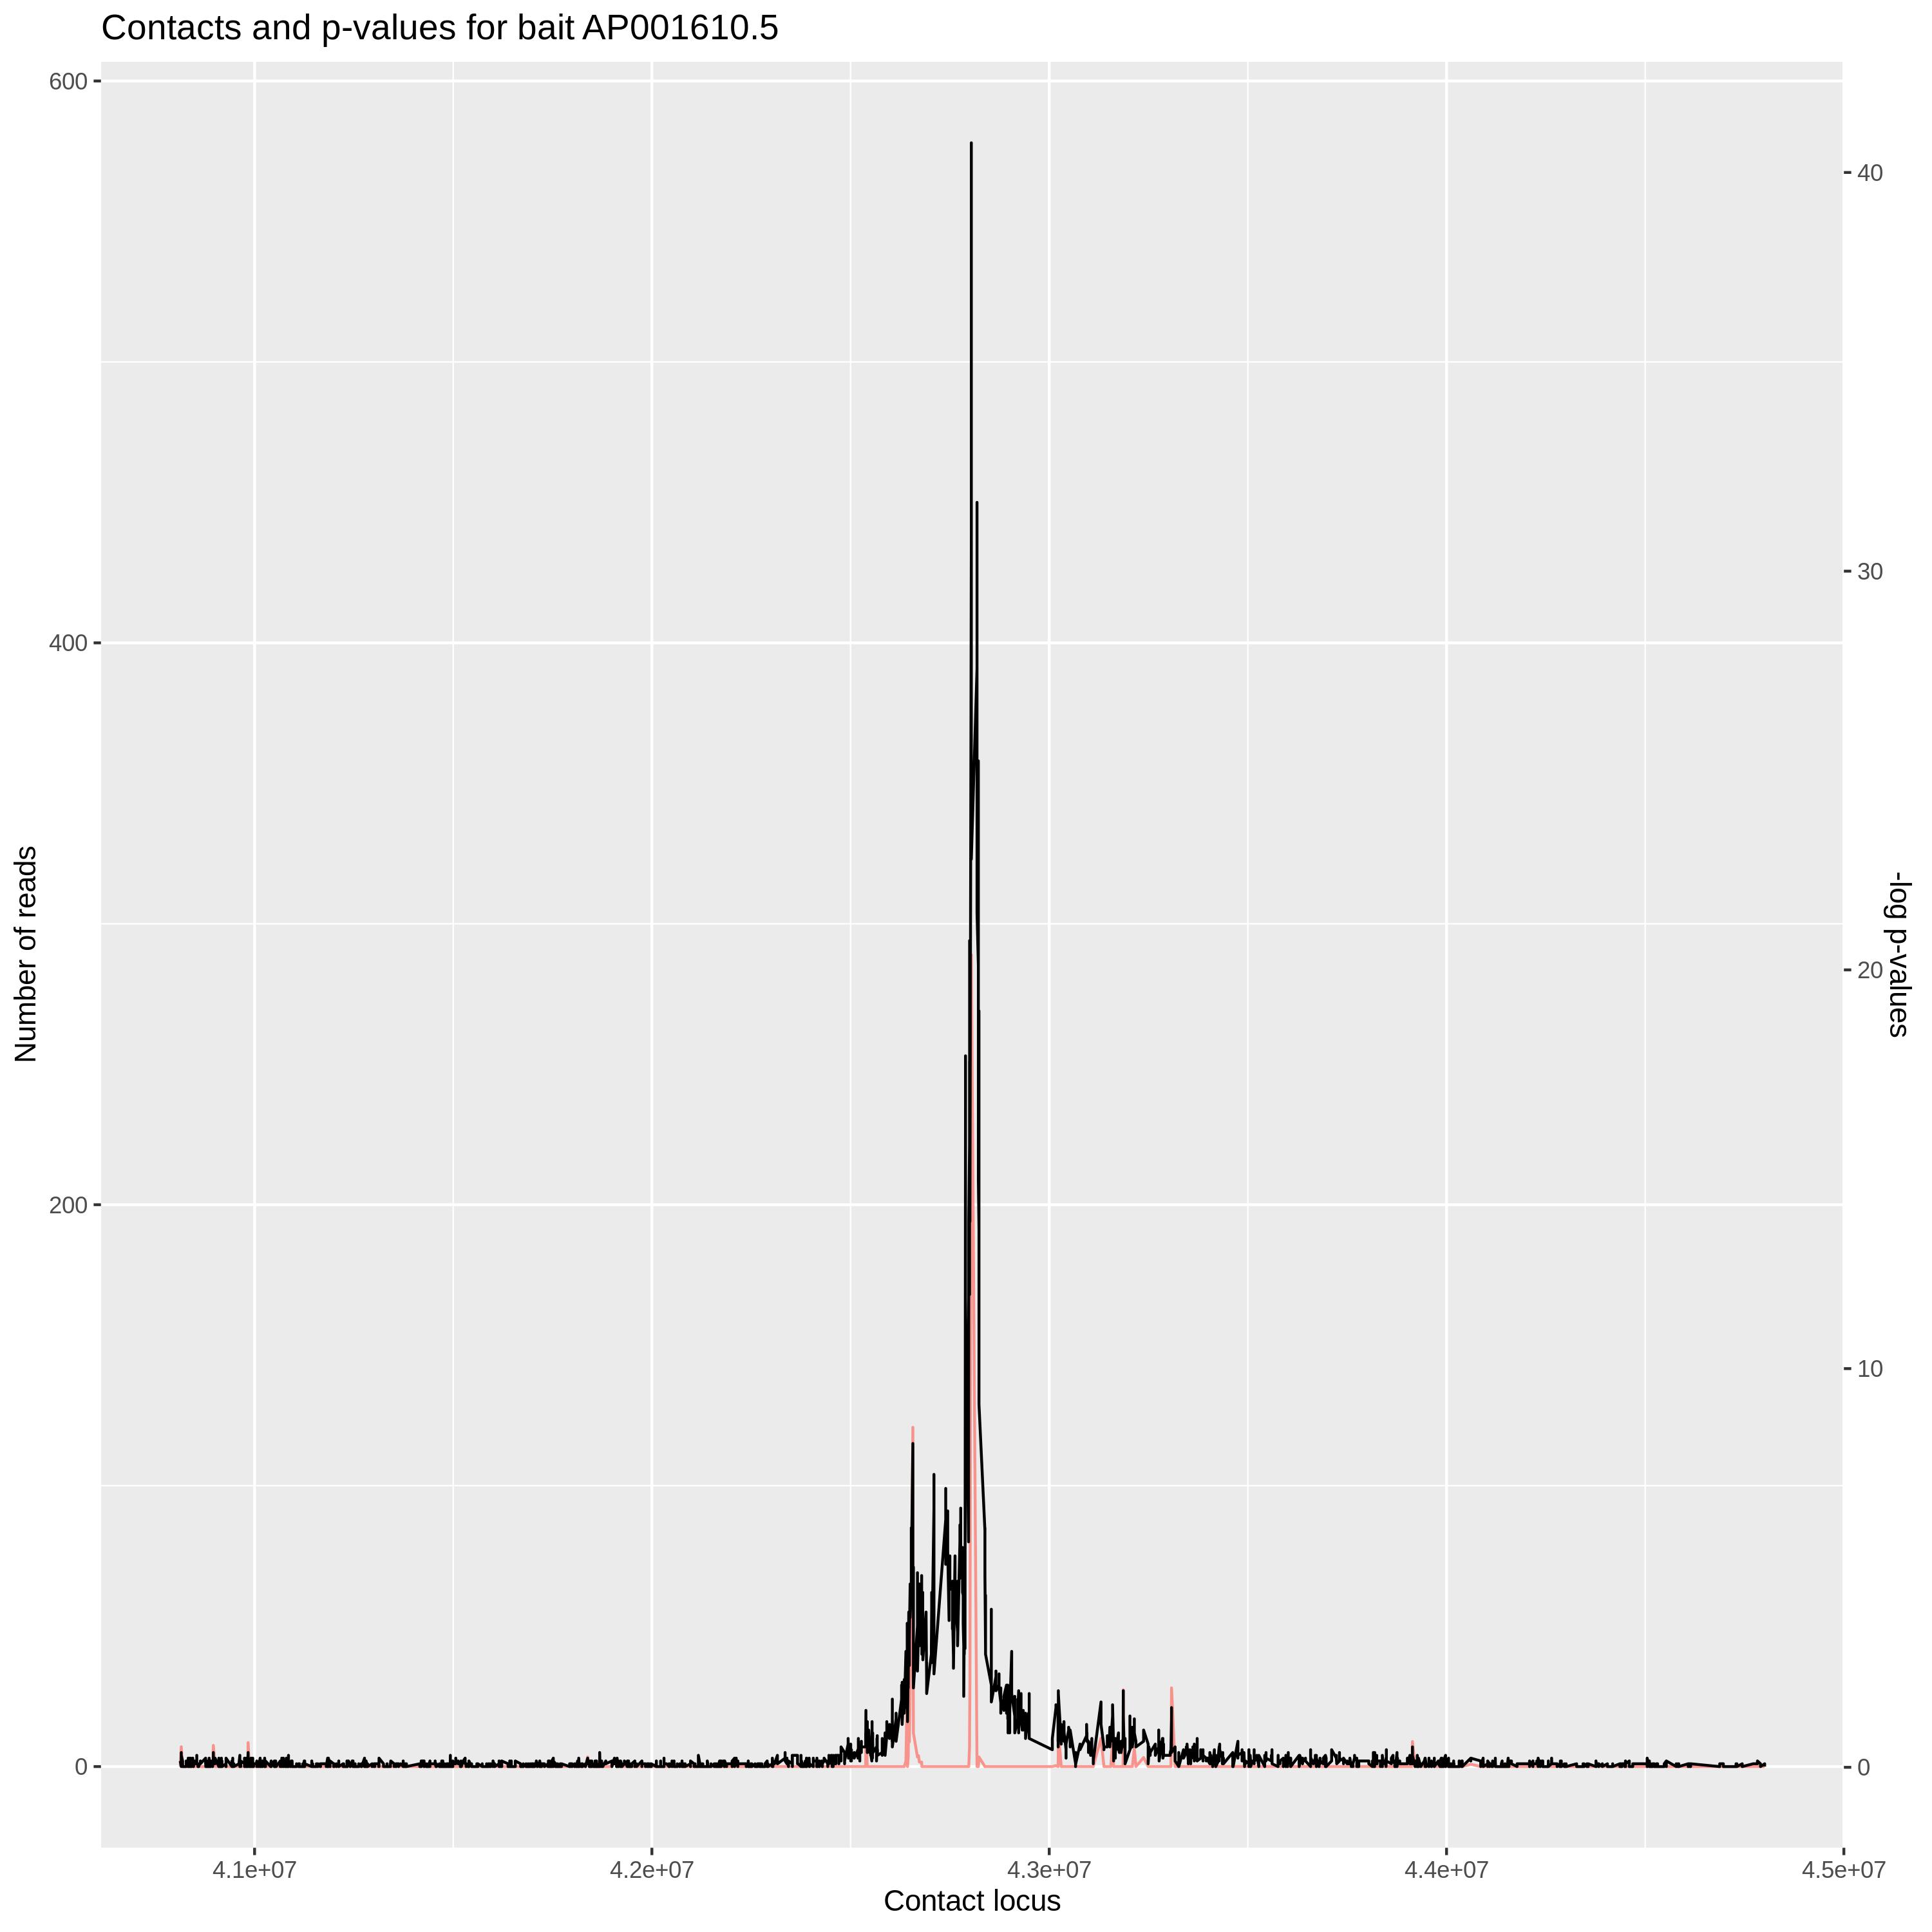 Contacts and p-values for bait AP001610.5
600
400
200
0
Number of reads
40
30
20
10
0
-log p-values
4.1e+07
4.2e+07
4.3e+07
4.4e+07
4.5e+07
Contact locus